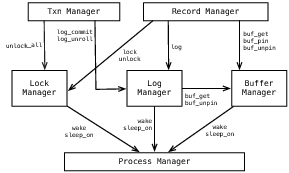 Txn Manager
Record Manager
unlock_all
log_commit
log_unroll
lock
unlock
log
buf_get
buf_pin
buf_unpin
Lock
Manager
Log
Manager
buf_get
buf_unpin
Buffer
Manager
wake
sleep_on
wake
sleep_on
wake
sleep_on
Process Manager